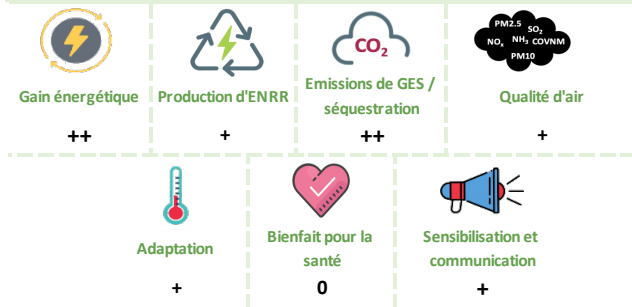 CO₂
PM2.5
SO₂
NOₓ
NH₃
COVNM
PM10
Gain énergétique
Production d'ENRR
Emissions de GES /
séquestration
Qualité d'air
++
+
++
+
Adaptation
Bienfait pour la
santé
Sensibilisation et
communication
+
0
+